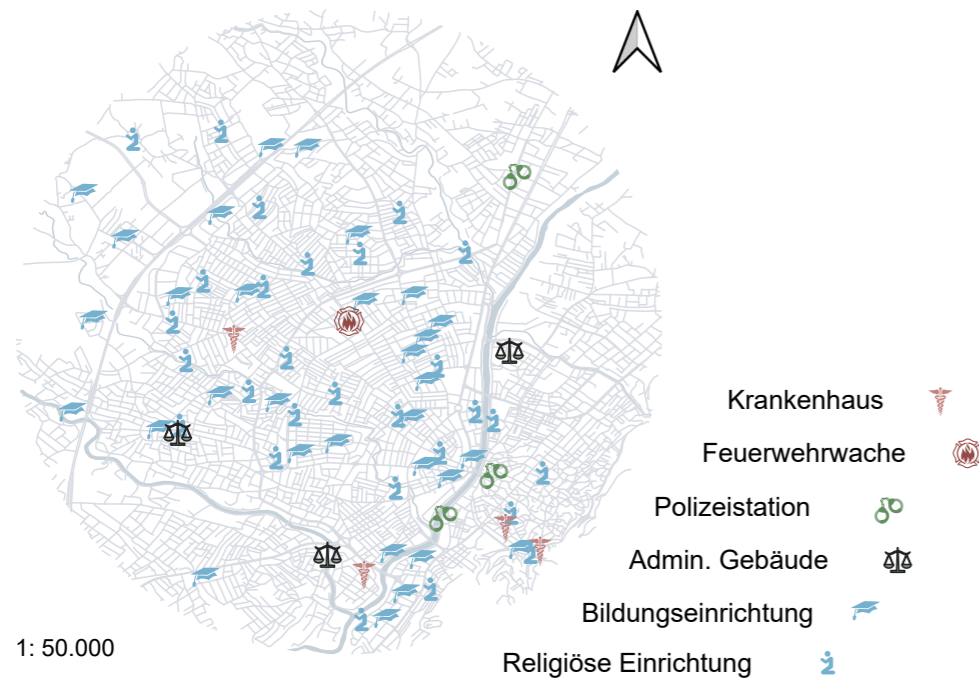 Krankenhaus
Feuerwehrwache
Polizeistation
Admin. Gebäude
Bildungseinrichtung
1: 50.000
Religiöse Einrichtung